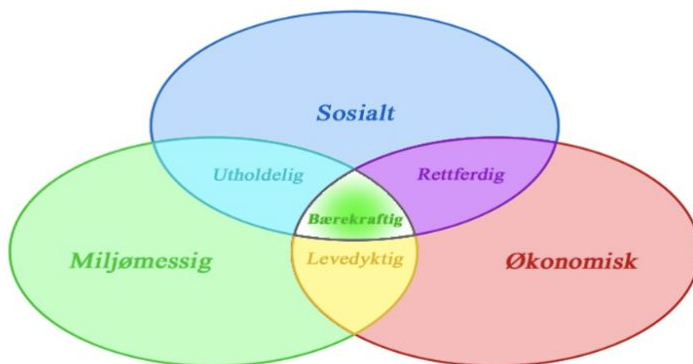 Sosialt
Utholdelig
Rettferdig
Bærekraftig
Miljømessig
Levedyktig
Økonomisk